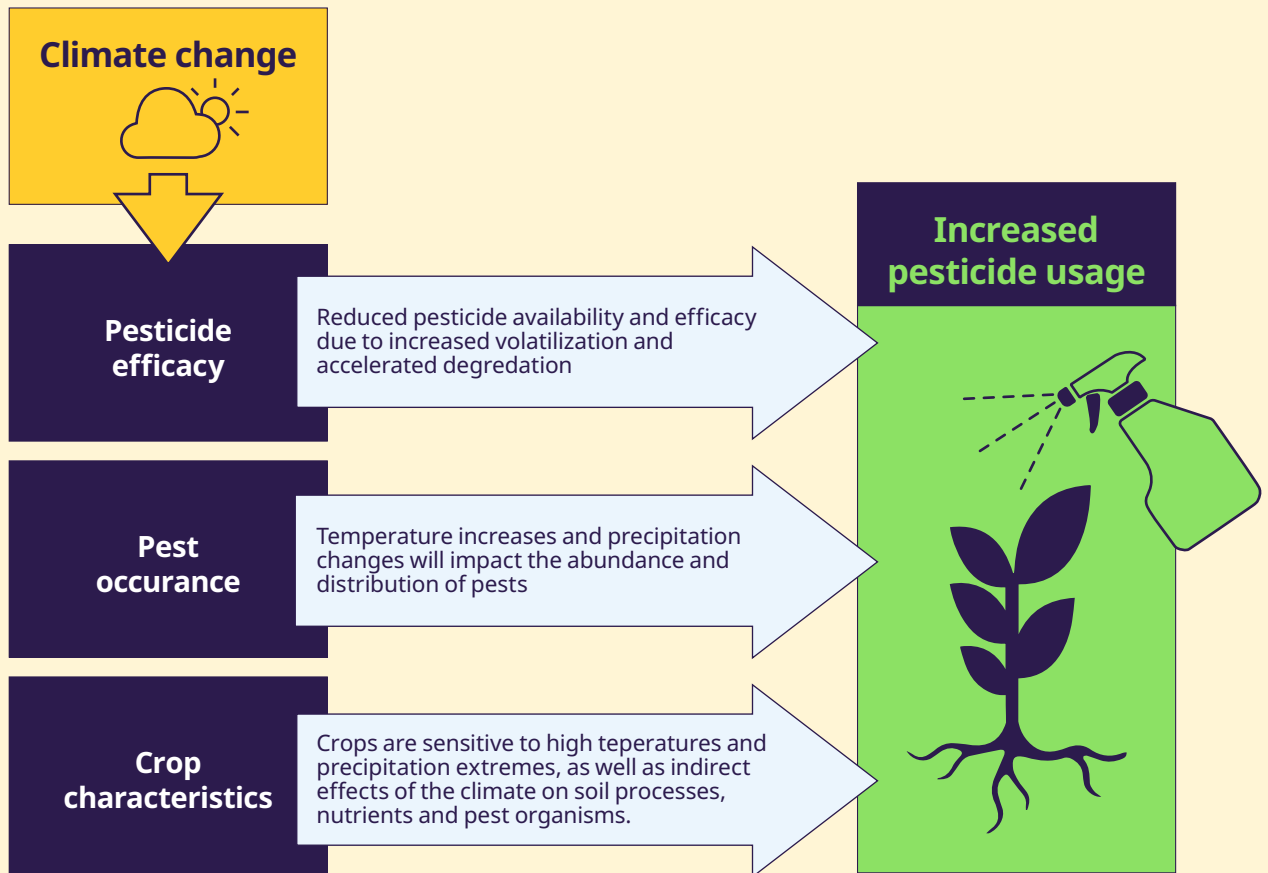 Climate change
Pesticide
efficacy
Reduced pesticide availability and efficacy
due to increased volatilization and
accelerated degredation
Pest
occurance
Temperature increases and precipitation
changes will impact the abundance and
distribution of pests
Crop
characteristics
Crops are sensitive to high teperatures and
precipitation extremes, as well as indirect
effects of the climate on soil processes,
nutrients and pest organisms.
Increased
pesticide usage